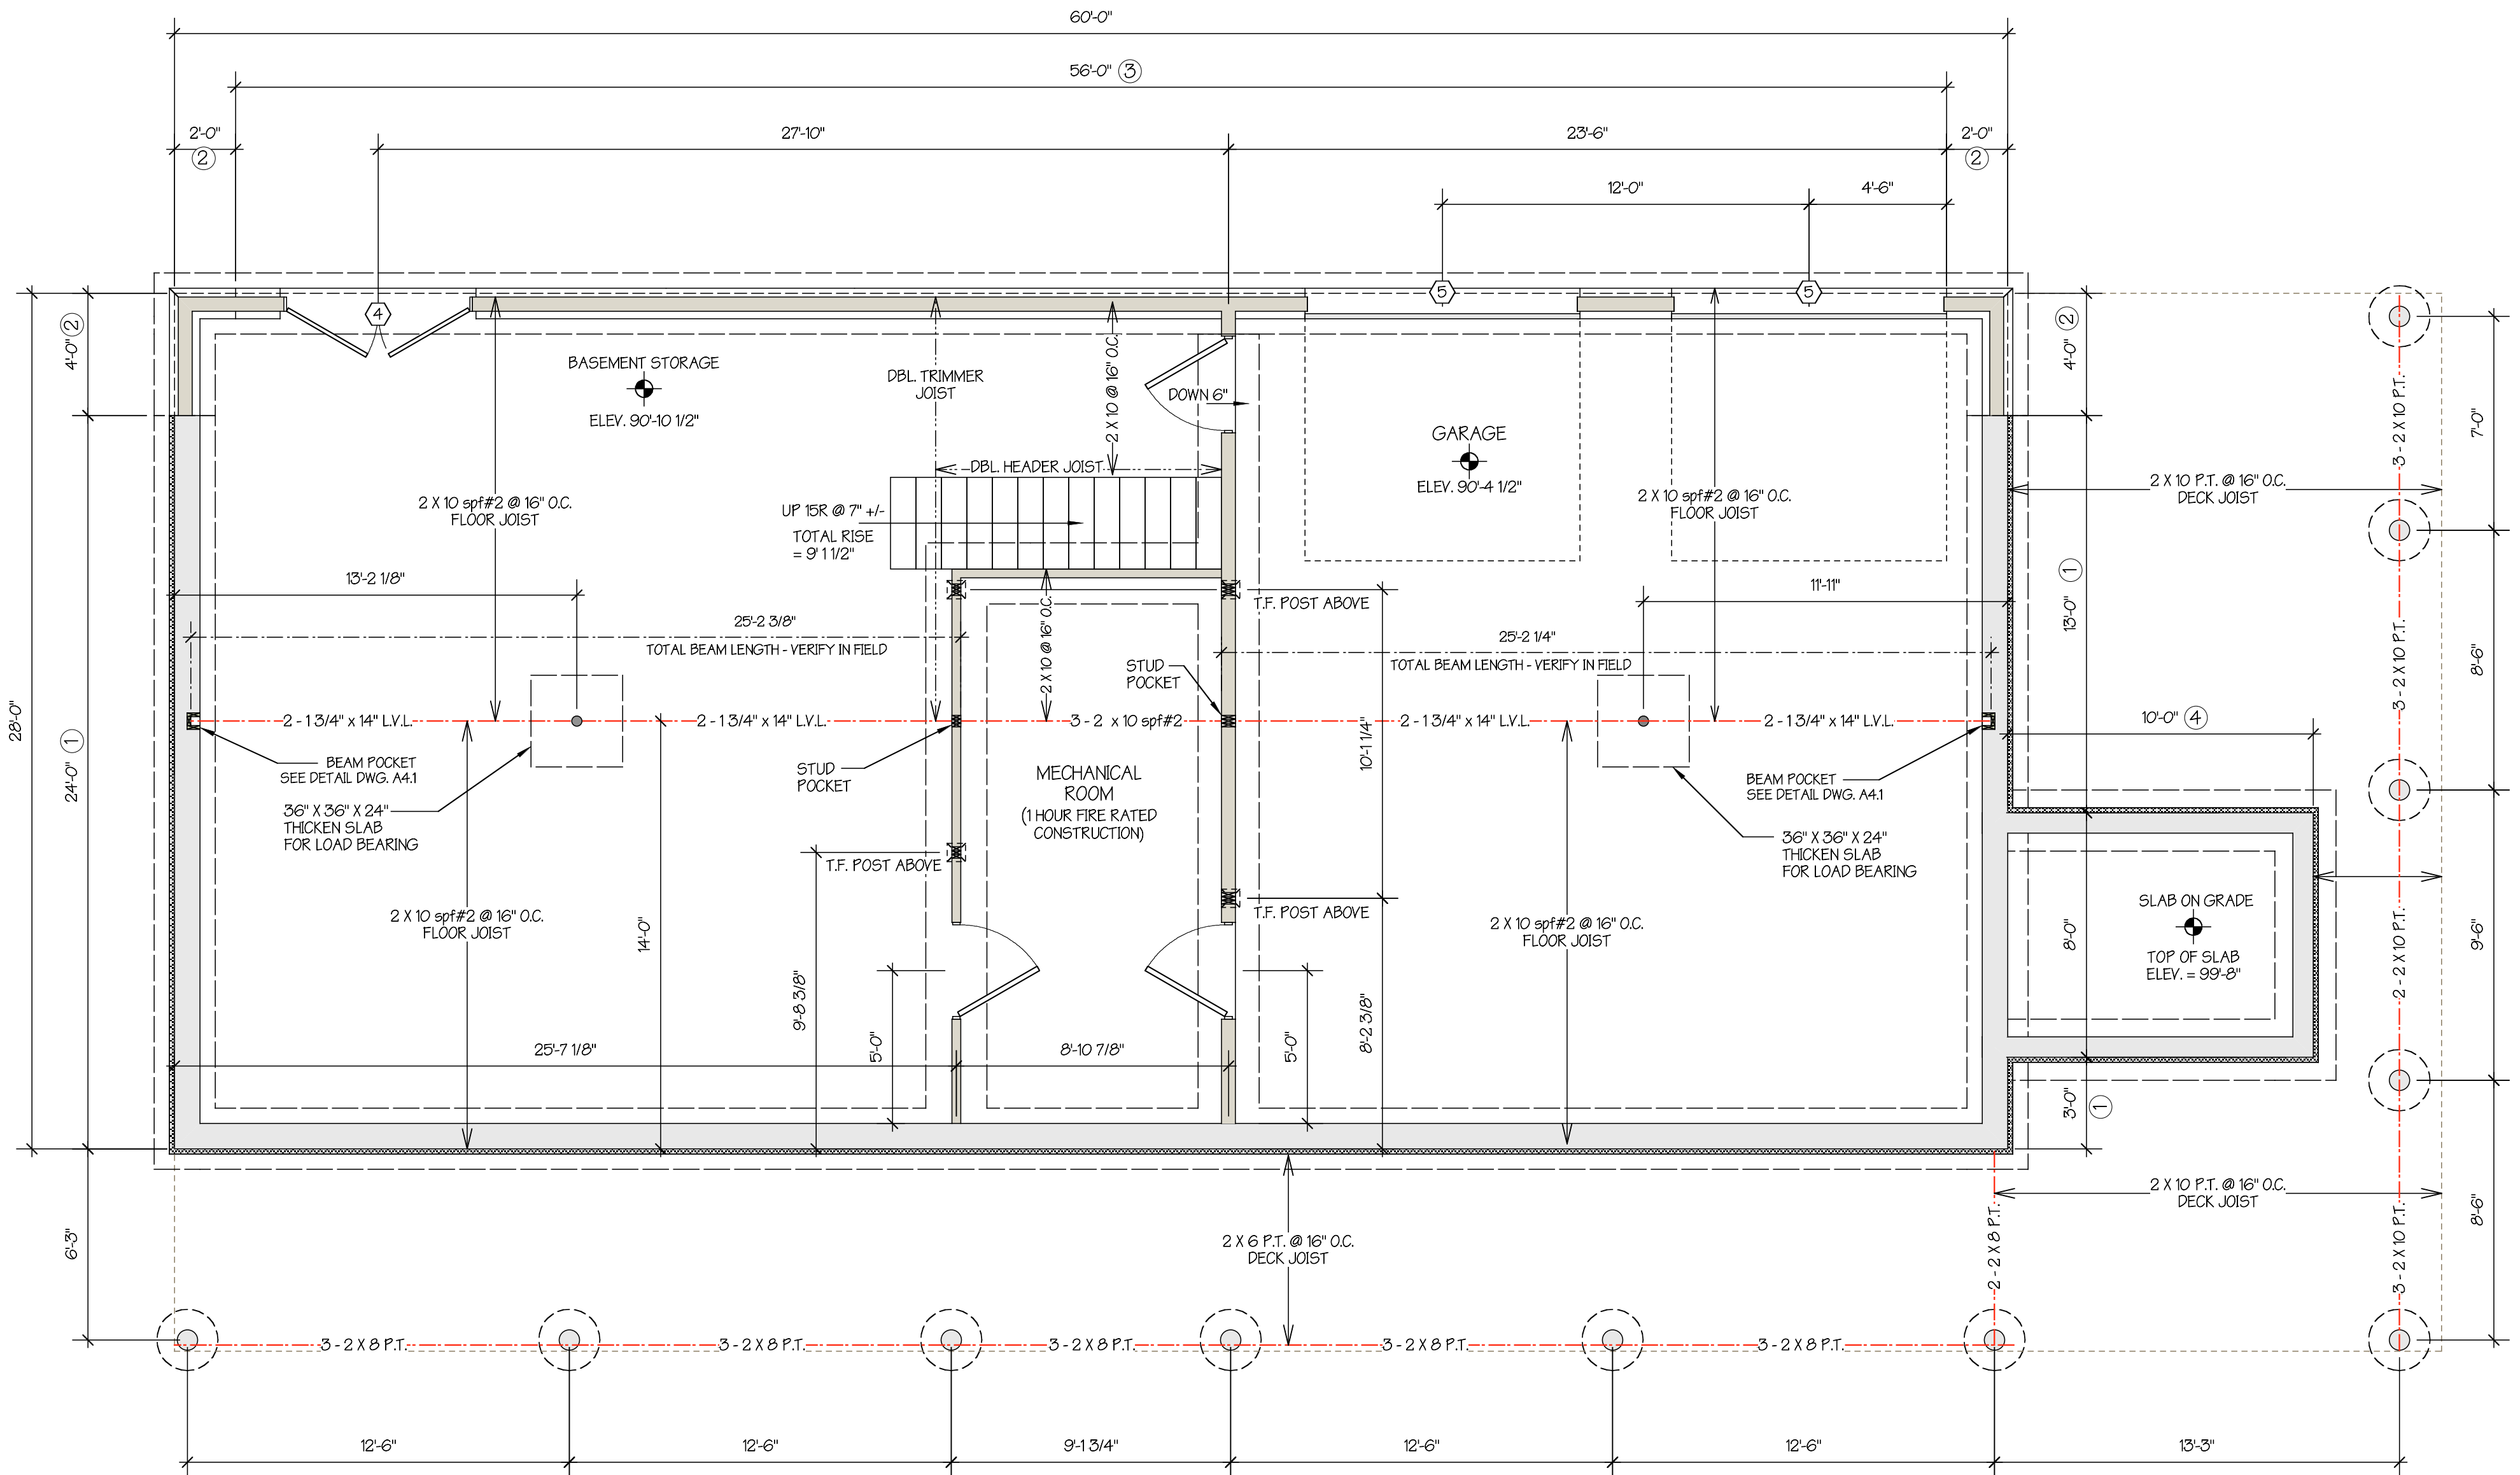 60'-0"
56'-0" ③
2'-0"
②
27'-10"
23'-6"
2'-0"
②
12'-0"
4'-6"
4
5
5
4'-0" ②
②
4'-0"
BASEMENT STORAGE
ELEV. 90'-10 1/2"
DBL. TRIMMER
JOIST
2 X 10 @ 16" O.C.
DOWN 6"
GARAGE
ELEV. 90'-4 1/2"
DBL. HEADER JOIST
3 - 2 X 10 P.T.
7'-0"
2 X 10 P.T. @ 16" O.C.
DECK JOIST
2 X 10 spf#2 @ 16" O.C.
FLOOR JOIST
UP 15R @ 7" +/-
TOTAL RISE
= 9' 1 1/2"
2 X 10 spf#2 @ 16" O.C.
FLOOR JOIST
13'-2 1/8"
2 X 10 @ 16" O.C.
T.F. POST ABOVE
11'-11"
13'-0" ①
25'-2 3/8"
TOTAL BEAM LENGTH - VERIFY IN FIELD
25'-2 1/4"
TOTAL BEAM LENGTH - VERIFY IN FIELD
3 - 2 X 10 P.T.
8'-6"
STUD
POCKET
28'-0"
24'-0" ①
2 - 1 3/4" x 14" L.V.L.
2 - 1 3/4" x 14" L.V.L.
3 - 2 x 10 spf#2
2 - 1 3/4" x 14" L.V.L.
2 - 1 3/4" x 14" L.V.L.
10'-0" ④
10'-1 1/4"
BEAM POCKET
SEE DETAIL DWG. A4.1
STUD
POCKET
MECHANICAL
ROOM
(1 HOUR FIRE RATED
CONSTRUCTION)
BEAM POCKET
SEE DETAIL DWG. A4.1
36" X 36" X 24"
THICKEN SLAB
FOR LOAD BEARING
36" X 36" X 24"
THICKEN SLAB
FOR LOAD BEARING
T.F. POST ABOVE
T.F. POST ABOVE
2 X 10 spf#2 @ 16" O.C.
FLOOR JOIST
14'-0"
2 X 10 spf#2 @ 16" O.C.
FLOOR JOIST
8'-0"
SLAB ON GRADE
TOP OF SLAB
ELEV. = 99'-8"
2 - 2 X 10 P.T.
9'-6"
9'-8 3/8"
5'-0"
5'-0"
8'-2 3/8"
25'-7 1/8"
8'-10 7/8"
3'-0" ①
6'-3"
2 X 6 P.T. @ 16" O.C.
DECK JOIST
2 X 10 P.T. @ 16" O.C.
DECK JOIST
2 - 2 X 8 P.T.
3 - 2 X 10 P.T.
8'-6"
3 - 2 X 8 P.T.
3 - 2 X 8 P.T.
3 - 2 X 8 P.T.
3 - 2 X 8 P.T.
3 - 2 X 8 P.T.
12'-6"
12'-6"
9'-1 3/4"
12'-6"
12'-6"
13'-3"